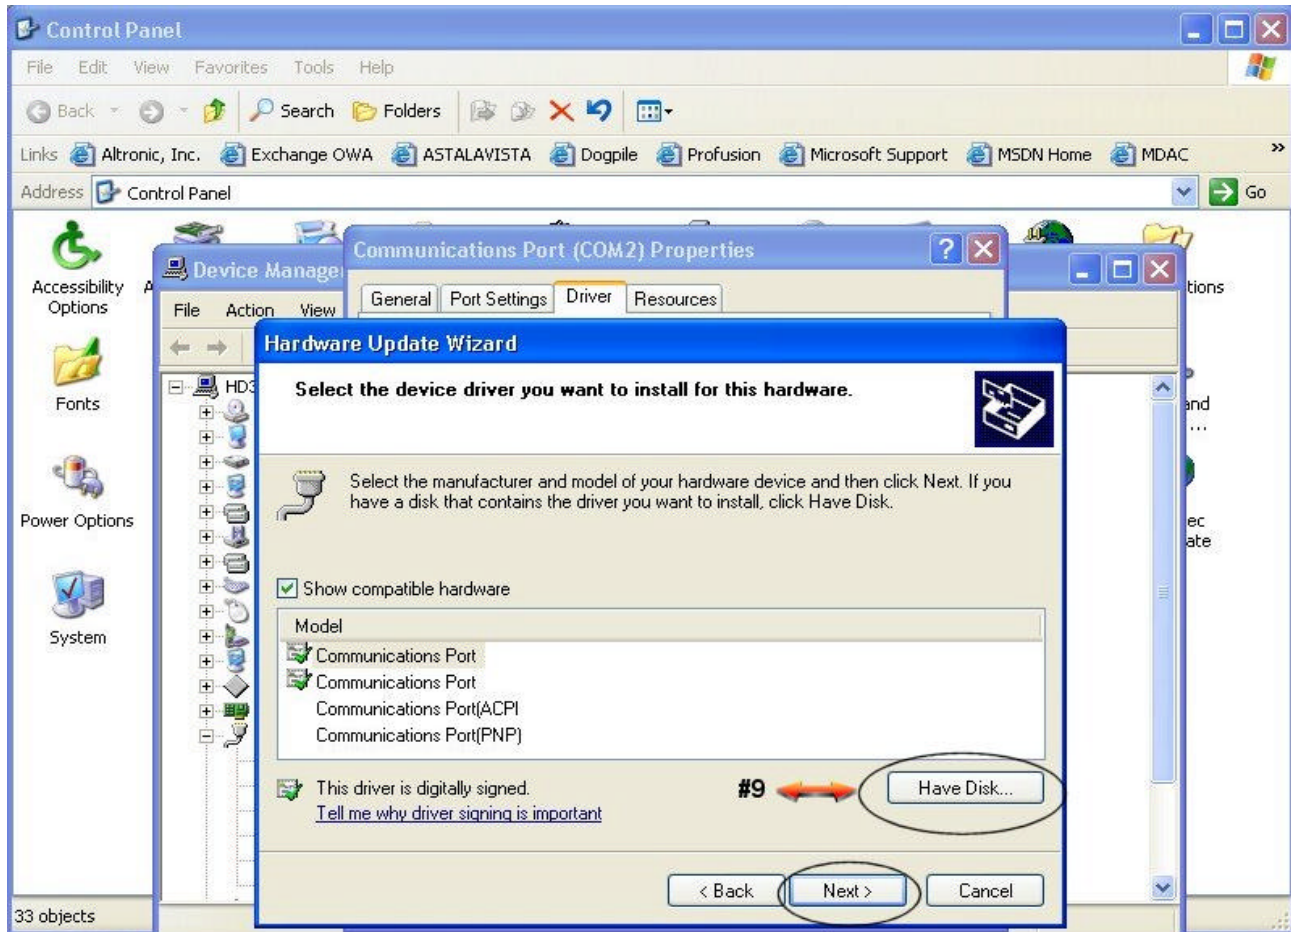 Control Panel
File Edit View Favorites Tools Help
Back Search Folders
Links Altronic, Inc. Exchange OWA ASTALAVISTA Dogpile Profusion Microsoft Support MSDN Home MDAC »
Address Control Panel Go
Accessibility
Options
Fonts
Power Options
System
Device Manage
File Action View
Communications Port (COM2) Properties
General Port Settings Driver Resources
HD3
Hardware Update Wizard
Select the device driver you want to install for this hardware.
Select the manufacturer and model of your hardware device and then click Next. If you
have a disk that contains the driver you want to install, click Have Disk.
Show compatible hardware
Model
Communications Port
Communications Port
Communications Port(ACPI
Communications Port(PNP)
This driver is digitally signed.
Tell me why driver signing is important
#9
Have Disk...
< Back Next > Cancel
tions
and
...
ec
ate
33 objects